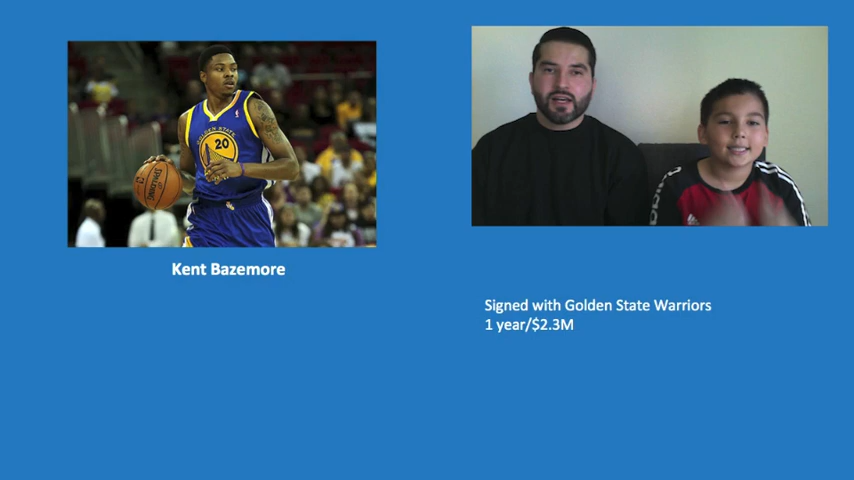 GOLDEN STATE
20
SPALDING
Kent Bazemore
Signed with Golden State Warriors
1 year/$2.3M